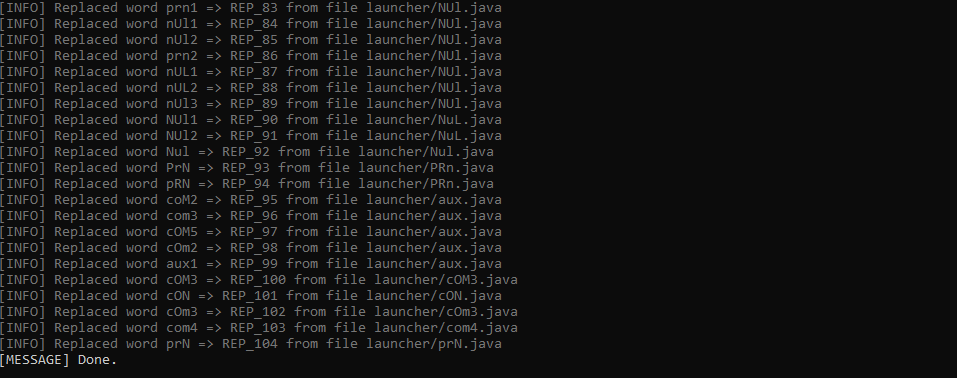 [INFO] Replaced word prn1 => REP_83 from file launcher/NUl.java
[INFO] Replaced word nUl1 => REP_84 from file launcher/NUl.java
[INFO] Replaced word nUl2 => REP_85 from file launcher/NUl.java
[INFO] Replaced word prn2 => REP_86 from file launcher/NUl.java
[INFO] Replaced word nUL1 => REP_87 from file launcher/NUl.java
[INFO] Replaced word nUL2 => REP_88 from file launcher/NUl.java
[INFO] Replaced word nUl3 => REP_89 from file launcher/NUl.java
[INFO] Replaced word NUl1 => REP_90 from file launcher/NuL.java
[INFO] Replaced word NUl2 => REP_91 from file launcher/NuL.java
[INFO] Replaced word Nul => REP_92 from file launcher/Nul.java
[INFO] Replaced word PrN => REP_93 from file launcher/PRn.java
[INFO] Replaced word pRN => REP_94 from file launcher/PRn.java
[INFO] Replaced word coM2 => REP_95 from file launcher/aux.java
[INFO] Replaced word com3 => REP_96 from file launcher/aux.java
[INFO] Replaced word cOM5 => REP_97 from file launcher/aux.java
[INFO] Replaced word cOm2 => REP_98 from file launcher/aux.java
[INFO] Replaced word aux1 => REP_99 from file launcher/aux.java
[INFO] Replaced word cOM3 => REP_100 from file launcher/cOM3.java
[INFO] Replaced word cON => REP_101 from file launcher/cON.java
[INFO] Replaced word cOm3 => REP_102 from file launcher/cOm3.java
[INFO] Replaced word com4 => REP_103 from file launcher/com4.java
[INFO] Replaced word prN => REP_104 from file launcher/prN.java
[MESSAGE] Done.